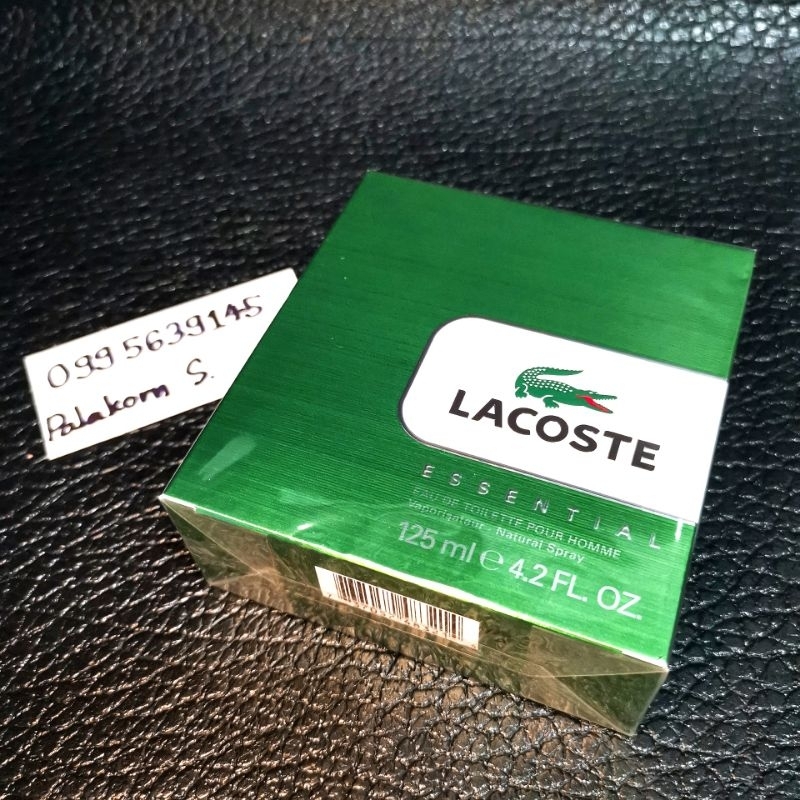 099 5639145
Palakorn S.
LACOSTE
ESSENTIAL
EAU DE TOILETTE POUR HOMME
Vaporisateur - Natural Spray
125 ml ℮ 4.2 FL. OZ.